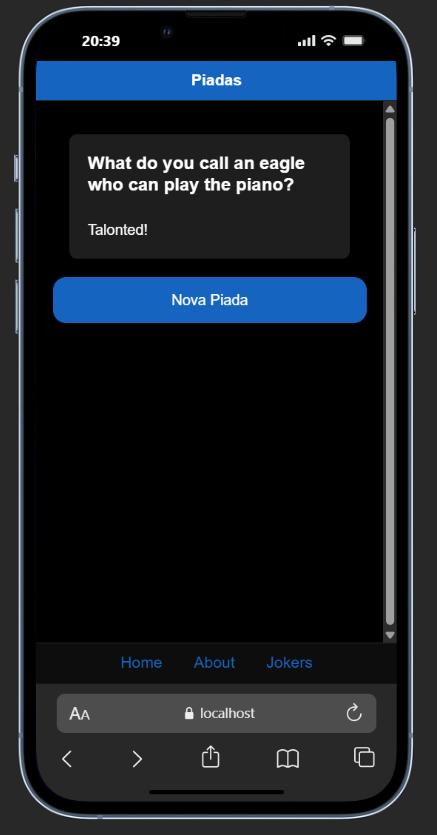 20:39
Piadas
What do you call an eagle
who can play the piano?
Talonted!
Nova Piada
Home About Jokers
AA localhost